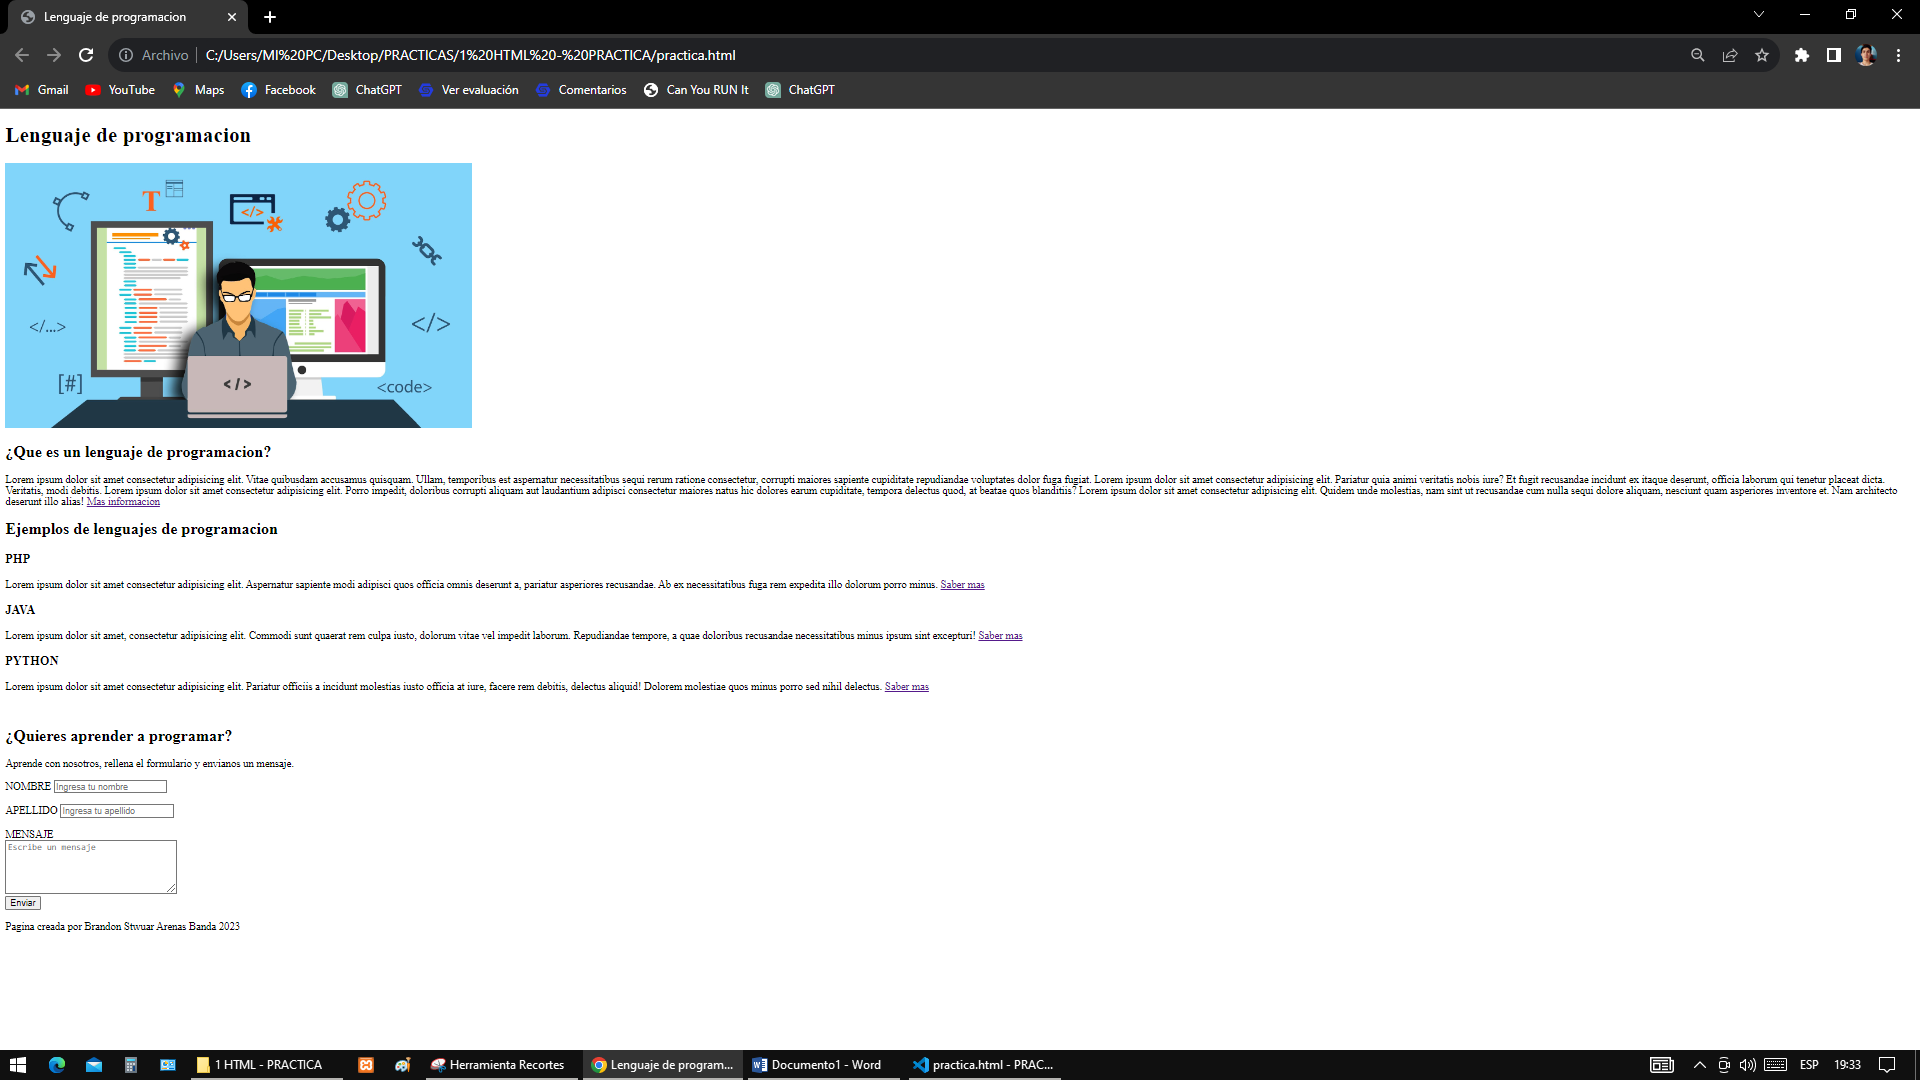 Lenguaje de programacion
Archivo C:/Users/MI%20PC/Desktop/PRACTICAS/1%20HTML%20-%20PRACTICA/practica.html
Gmail YouTube Maps Facebook ChatGPT Ver evaluación Comentarios Can You RUN It ChatGPT
Lenguaje de programacion
T
</>
</...>
</>
[#]
</>
<code>
¿Que es un lenguaje de programacion?
Lorem ipsum dolor sit amet consectetur adipisicing elit. Vitae quibusdam accusamus quisquam. Ullam, temporibus est aspernatur necessitatibus sequi rerum ratione consectetur, corrupti maiores sapiente cupiditate repudiandae voluptates dolor fuga fugiat. Lorem ipsum dolor sit amet consectetur adipisicing elit. Pariatur quia animi veritatis nobis iure? Et fugit recusandae incidunt ex itaque deserunt, officia laborum qui tenetur placeat dicta.
Veritatis, modi debitis. Lorem ipsum dolor sit amet consectetur adipisicing elit. Porro impedit, doloribus corrupti aliquam aut laudantium adipisci consectetur maiores natus hic dolores earum cupiditate, tempora delectus quod, at beatae quos blanditiis? Lorem ipsum dolor sit amet consectetur adipisicing elit. Quidem unde molestias, nam sint ut recusandae cum nulla sequi dolore aliquam, nesciunt quam asperiores inventore et. Nam architecto
deserunt illo alias! Mas informacion
Ejemplos de lenguajes de programacion
PHP
Lorem ipsum dolor sit amet consectetur adipisicing elit. Aspernatur sapiente modi adipisci quos officia omnis deserunt a, pariatur asperiores recusandae. Ab ex necessitatibus fuga rem expedita illo dolorum porro minus. Saber mas
JAVA
Lorem ipsum dolor sit amet, consectetur adipisicing elit. Commodi sunt quaerat rem culpa iusto, dolorum vitae vel impedit laborum. Repudiandae tempore, a quae doloribus recusandae necessitatibus minus ipsum sint excepturi! Saber mas
PYTHON
Lorem ipsum dolor sit amet consectetur adipisicing elit. Pariatur officiis a incidunt molestias iusto officia at iure, facere rem debitis, delectus aliquid! Dolorem molestiae quos minus porro sed nihil delectus. Saber mas
¿Quieres aprender a programar?
Aprende con nosotros, rellena el formulario y envianos un mensaje.
NOMBRE Ingresa tu nombre
APELLIDO Ingresa tu apellido
MENSAJE
Escribe un mensaje
Enviar
Pagina creada por Brandon Stwuar Arenas Banda 2023
1 HTML - PRACTICA Herramienta Recortes Lenguaje de program... Documento1 - Word practica.html - PRAC... ESP 19:33